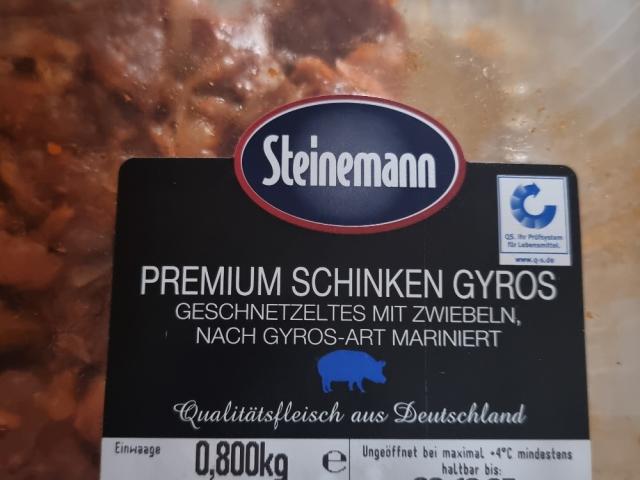 Steinemann
QS. Ihr Prüfsystem
für Lebensmittel.
www.q-s.de
PREMIUM SCHINKEN GYROS
GESCHNETZELTES MIT ZWIEBELN,
NACH GYROS-ART MARINIERT
Qualitätsfleisch aus Deutschland
Einwaage 0,800kg e Ungeöffnet bei maximal +4°C mindestens
haltbar bis: